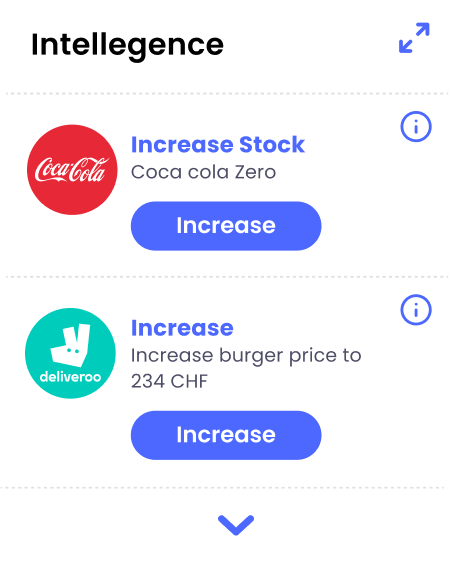 Intellegence
Increase Stock
Coca-Cola
Coca cola Zero
Increase
Increase
Increase burger price to
deliveroo
234 CHF
Increase